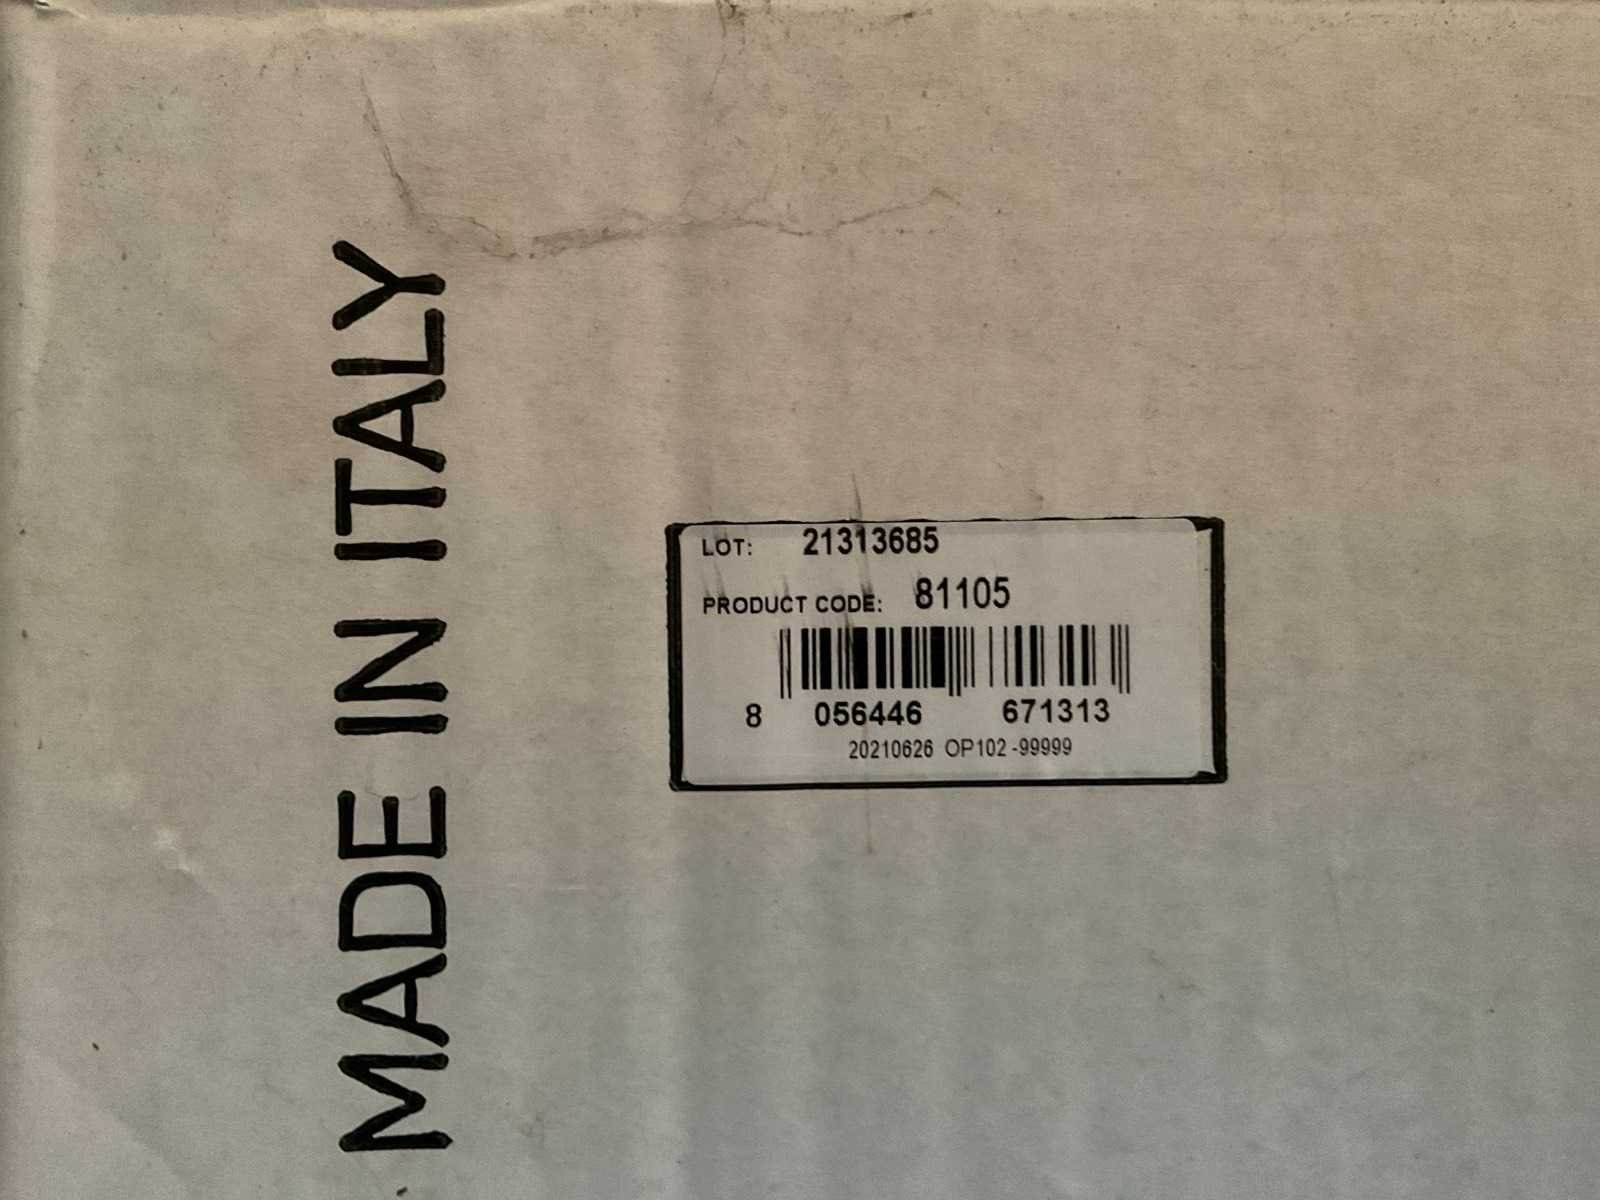 MADE IN ITALY
LOT: 21313685
PRODUCT CODE: 81105
8 056446 671313
20210626 OP102-99999